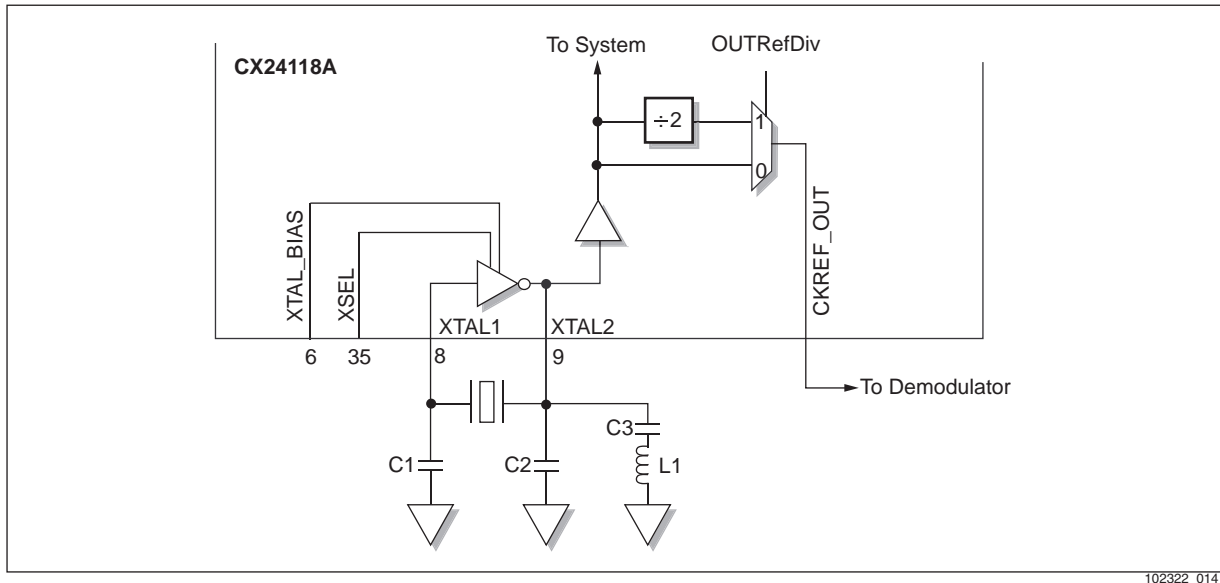 To System
OUTRefDiv
CX24118A
÷2
1
0
XTAL_BIAS
XSEL
CKREF_OUT
XTAL1
XTAL2
6
35
8
9
To Demodulator
C3
C1
C2
L1
102322_014